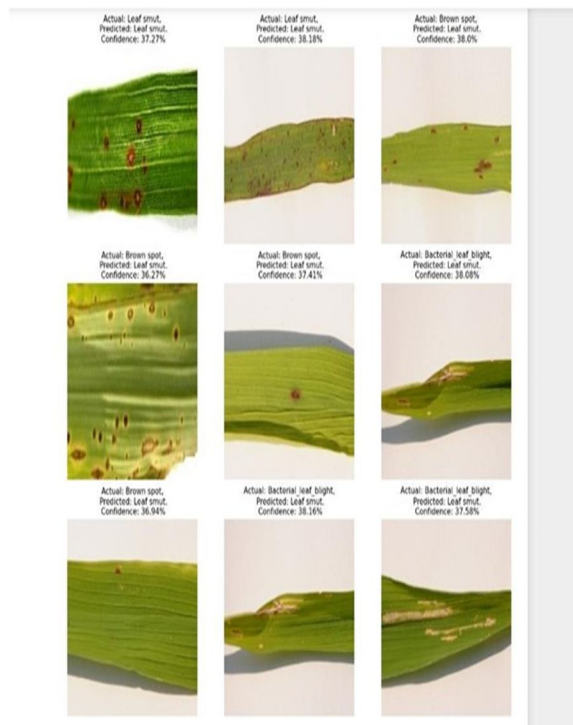 Actual: Leaf smut,
Predicted: Leaf smut.
Confidence: 37.27%
Actual: Leaf smut,
Predicted: Leaf smut.
Confidence: 38.18%
Actual: Brown spot,
Predicted: Leaf smut.
Confidence: 38.0%
Actual: Brown spot,
Predicted: Leaf smut.
Confidence: 36.27%
Actual: Brown spot,
Predicted: Leaf smut.
Confidence: 37.41%
Actual: Bacterial_leaf_blight,
Predicted: Leaf smut.
Confidence: 38.08%
Actual: Brown spot,
Predicted: Leaf smut.
Confidence: 36.94%
Actual: Bacterial_leaf_blight,
Predicted: Leaf smut.
Confidence: 38.16%
Actual: Bacterial_leaf_blight,
Predicted: Leaf smut.
Confidence: 37.58%